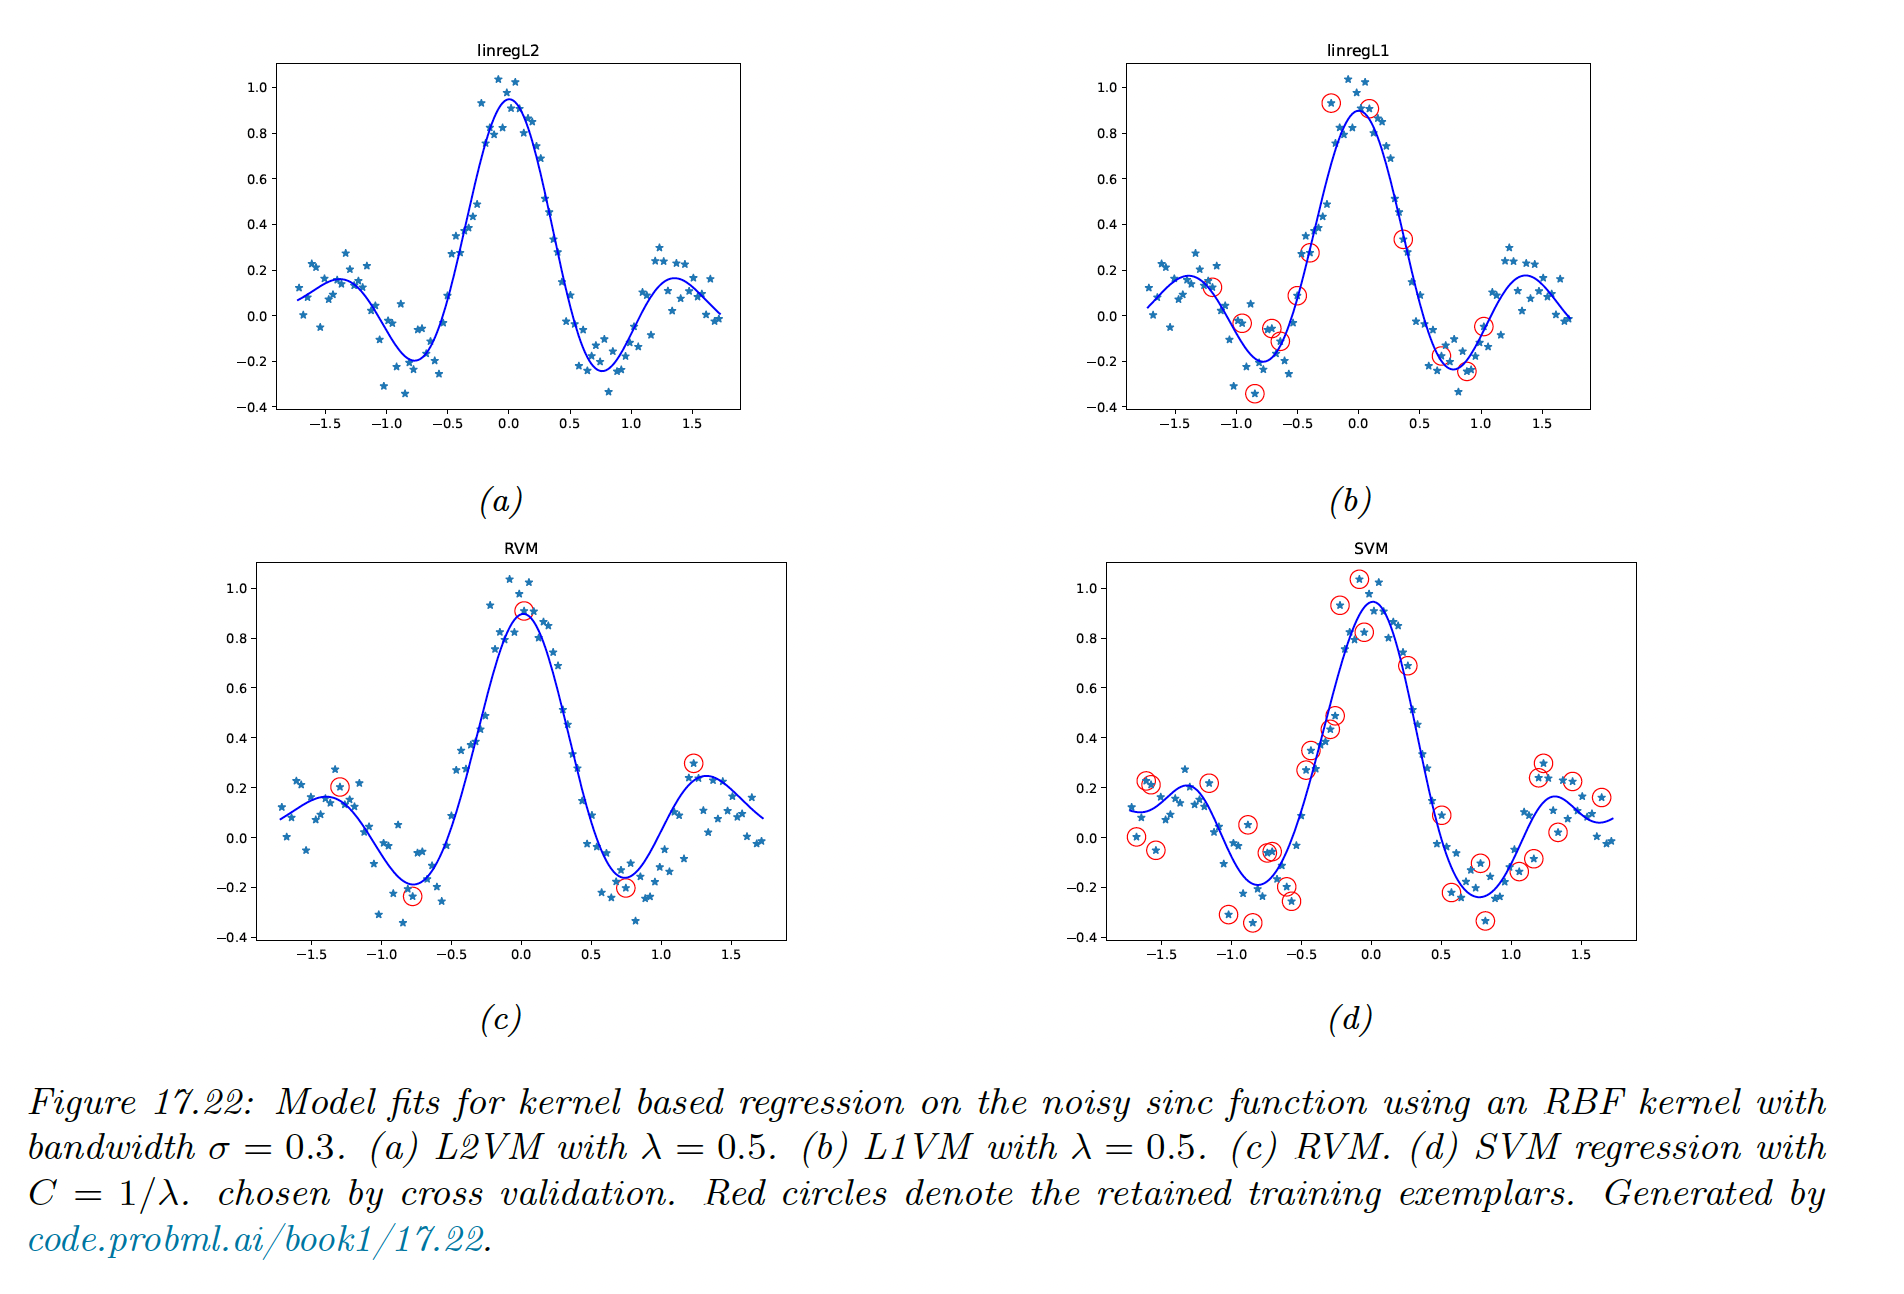 linregL2
linregL1
1.0
0.8
0.6
0.4
0.2
0.0
−0.2
−0.4
−1.5 −1.0 −0.5 0.0 0.5 1.0 1.5
1.0
0.8
0.6
0.4
0.2
0.0
−0.2
−0.4
−1.5 −1.0 −0.5 0.0 0.5 1.0 1.5
(a)
(b)
RVM
SVM
1.0
0.8
0.6
0.4
0.2
0.0
−0.2
−0.4
−1.5 −1.0 −0.5 0.0 0.5 1.0 1.5
1.0
0.8
0.6
0.4
0.2
0.0
−0.2
−0.4
−1.5 −1.0 −0.5 0.0 0.5 1.0 1.5
(c)
(d)
Figure 17.22: Model fits for kernel based regression on the noisy sinc function using an RBF kernel with
bandwidth σ = 0.3. (a) L2VM with λ = 0.5. (b) L1VM with λ = 0.5. (c) RVM. (d) SVM regression with
C = 1/λ. chosen by cross validation. Red circles denote the retained training exemplars. Generated by
code.probml.ai/book1/17.22.